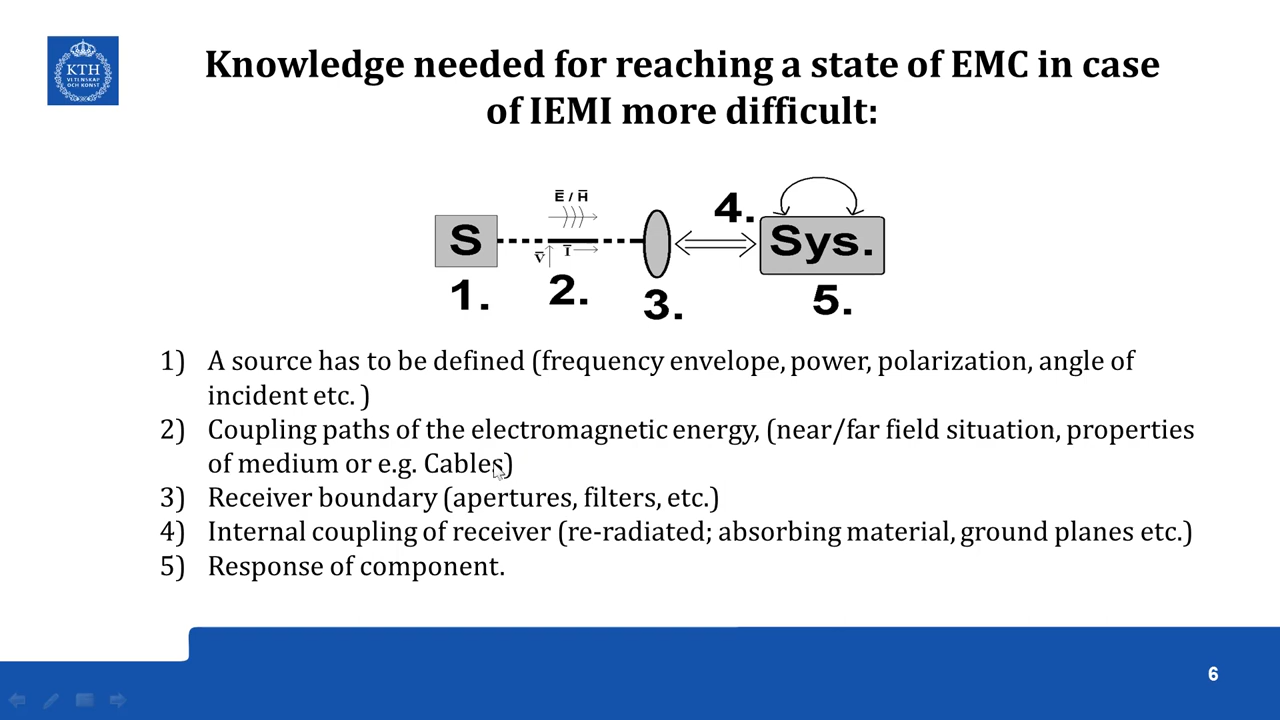 KTH
VETENSKAP
OCH KONST
Knowledge needed for reaching a state of EMC in case
of IEMI more difficult:
E / H
S
V
I
4.
Sys.
1.
2.
3.
5.
1) A source has to be defined (frequency envelope, power, polarization, angle of
incident etc. )
2) Coupling paths of the electromagnetic energy, (near/far field situation, properties
of medium or e.g. Cables)
3) Receiver boundary (apertures, filters, etc.)
4) Internal coupling of receiver (re-radiated; absorbing material, ground planes etc.)
5) Response of component.
6